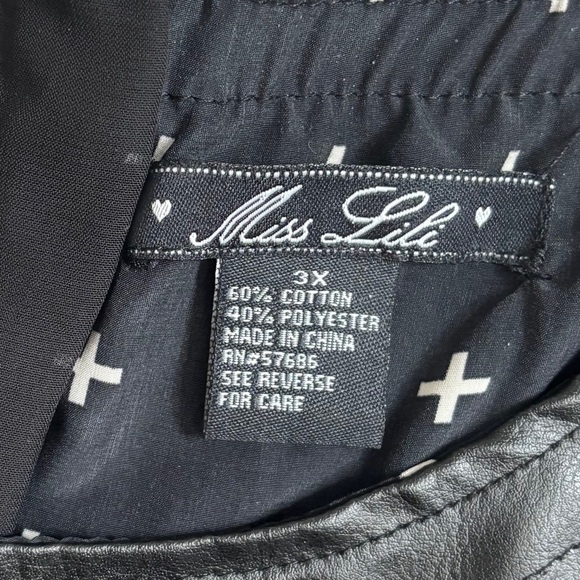 Miss Lili
3X
60% COTTON
40% POLYESTER
MADE IN CHINA
RN#57686
SEE REVERSE
FOR CARE